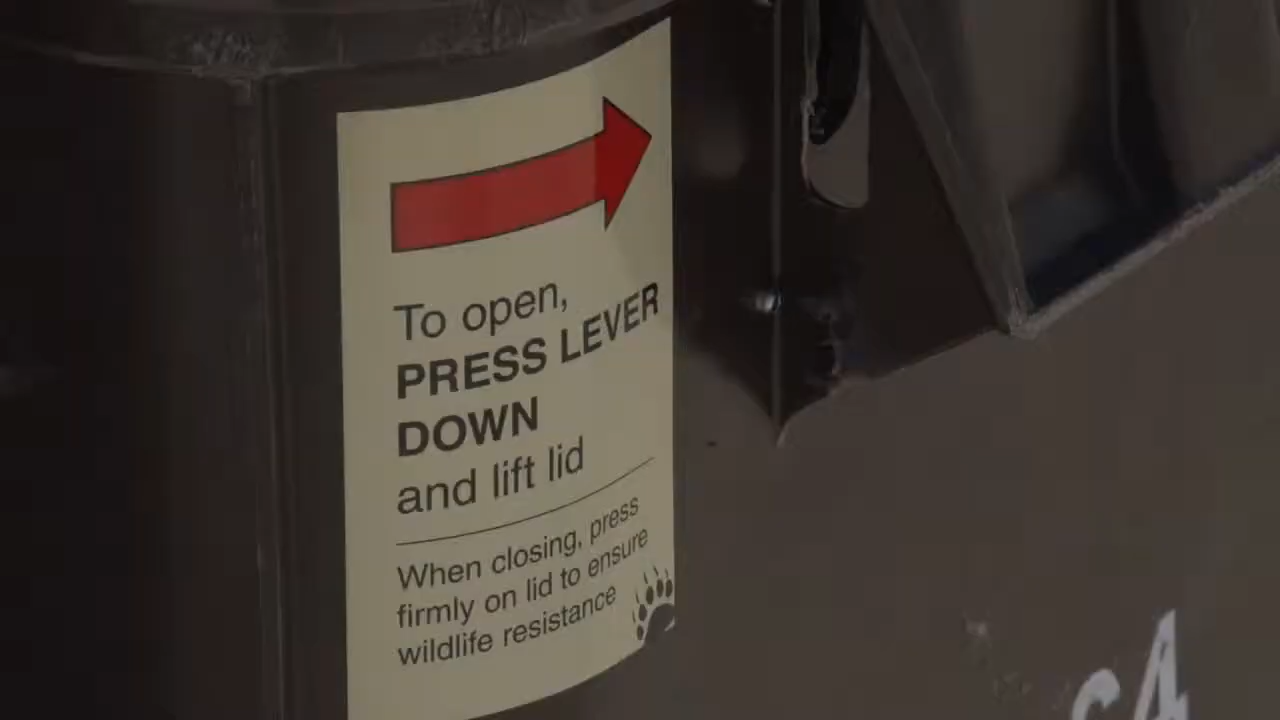 To open,
PRESS LEVER
DOWN
and lift lid
When closing, press
firmly on lid to ensure
wildlife resistance